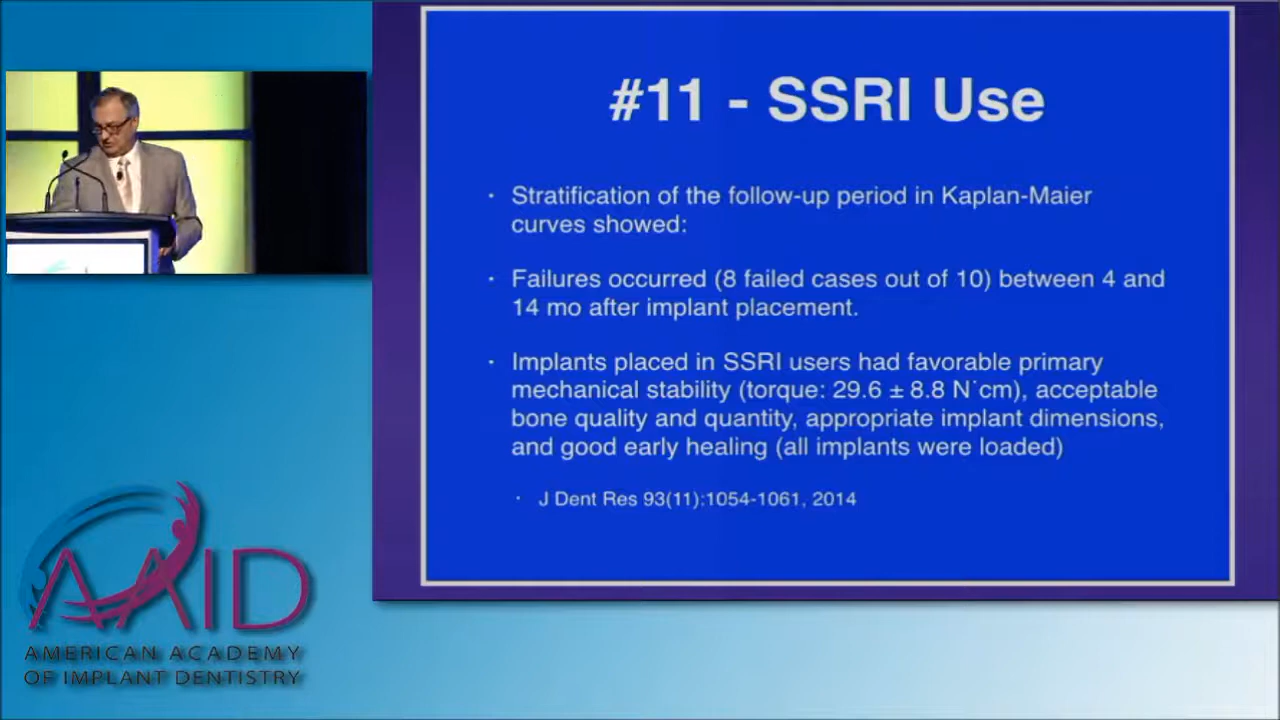 #11 - SSRI Use
· Stratification of the follow-up period in Kaplan-Maier
curves showed:
· Failures occurred (8 failed cases out of 10) between 4 and
14 mo after implant placement.
· Implants placed in SSRI users had favorable primary
mechanical stability (torque: 29.6 ± 8.8 N˙cm), acceptable
bone quality and quantity, appropriate implant dimensions,
and good early healing (all implants were loaded)
· J Dent Res 93(11):1054-1061, 2014
AAID
AMERICAN ACADEMY
OF IMPLANT DENTISTRY